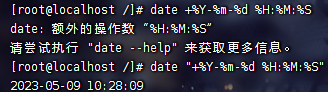 [root@localhost /]# date +%Y-%m-%d %H:%M:%S
date: 额外的操作数 "%H:%M:%S"
请尝试执行 "date --help" 来获取更多信息。
[root@localhost /]# date "+%Y-%m-%d %H:%M:%S"
2023-05-09 10:28:09